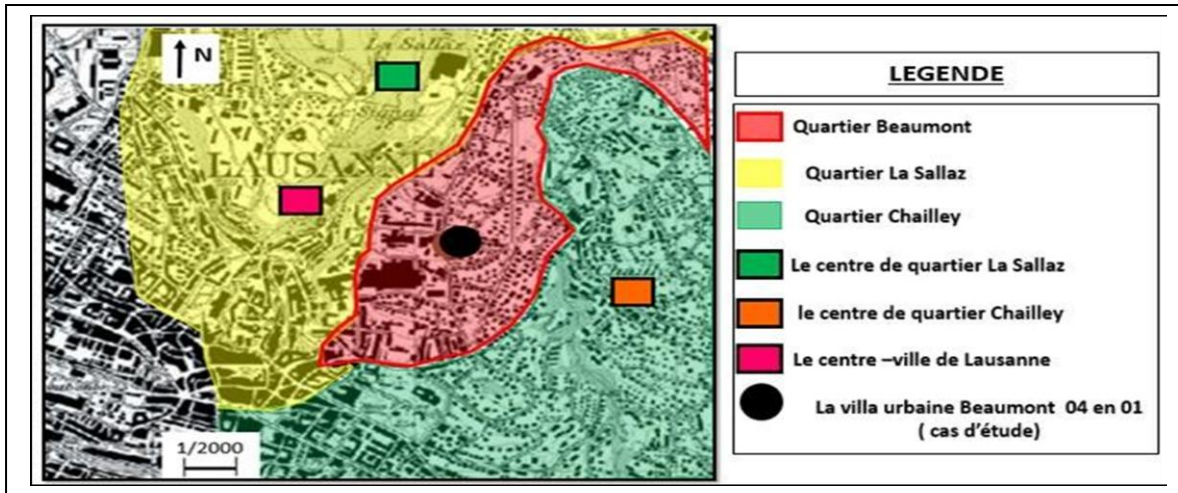 N
La Sallaz
Le Signal
LAUSANNE
1/2000
LEGENDE
Quartier Beaumont
Quartier La Sallaz
Quartier Chailley
Le centre de quartier La Sallaz
le centre de quartier Chailley
Le centre –ville de Lausanne
La villa urbaine Beaumont 04 en 01
( cas d'étude)